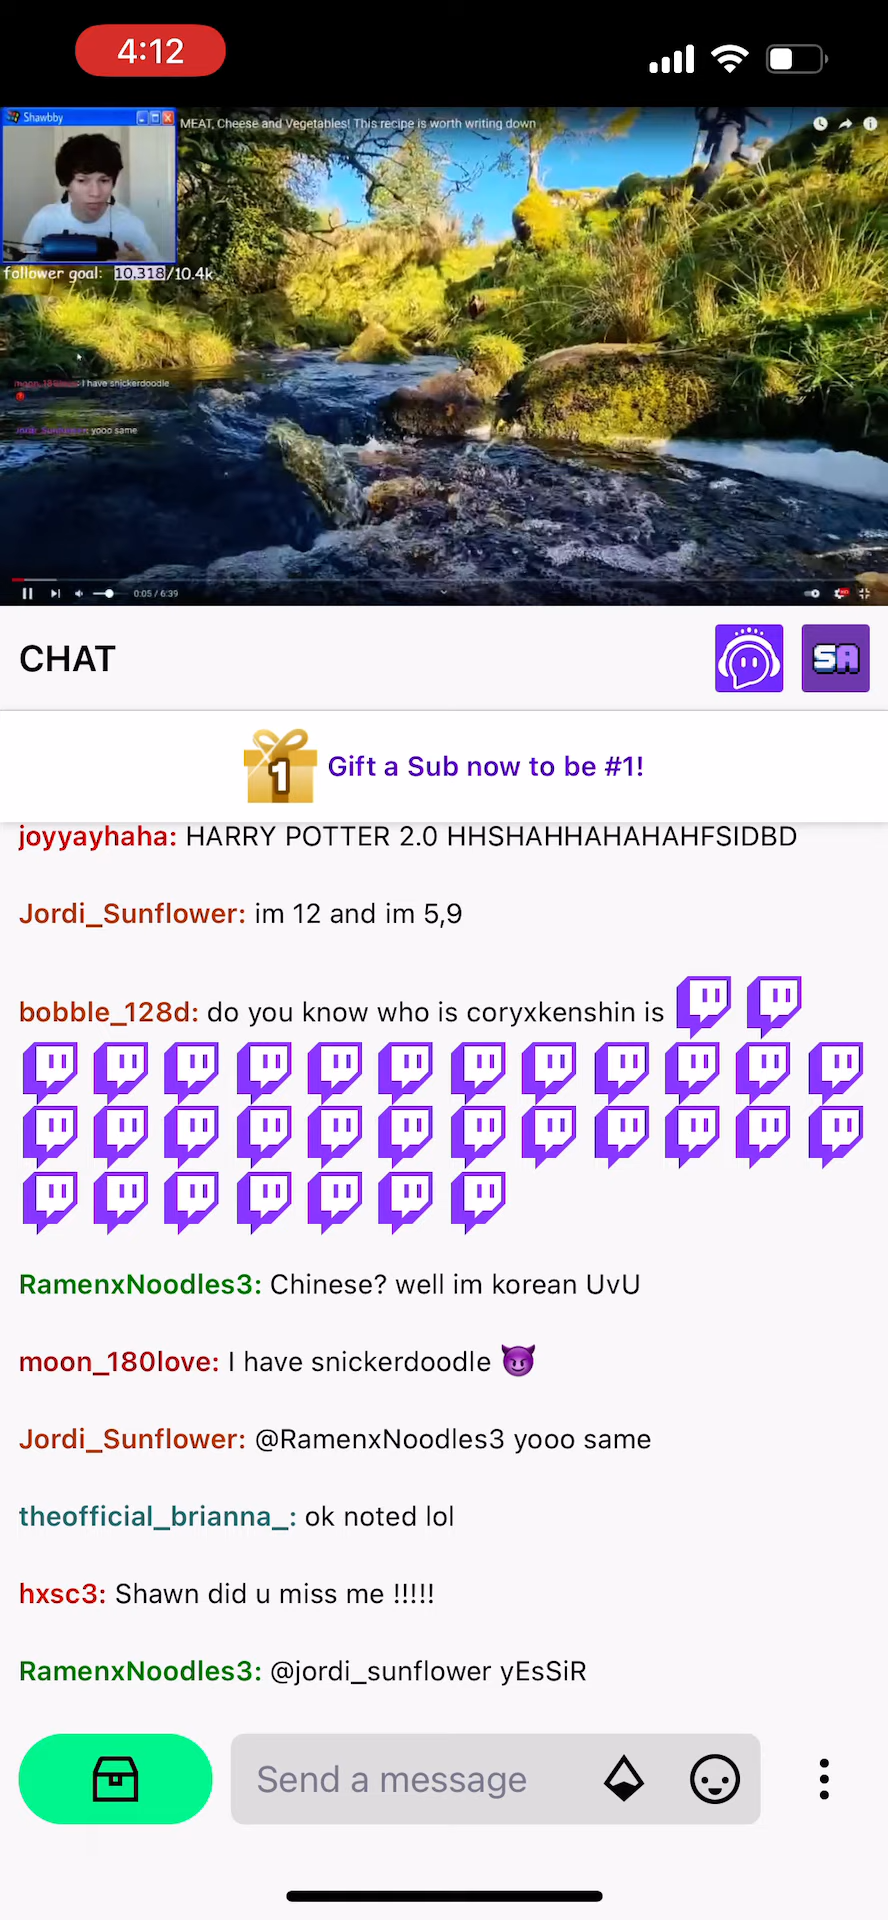 4:12
Shawbby
MEAT, Cheese and Vegetables! This recipe is worth writing down
follower goal: 10,318/10.4k
moon_180love: I have snickerdoodle
Jordi_Sunflower: yooo same
0:05 / 6:39
CHAT
SA
1
Gift a Sub now to be #1!
joyyayhaha: HARRY POTTER 2.0 HHSHAHHAHAHAHFSIDBD
Jordi_Sunflower: im 12 and im 5,9
bobble_128d: do you know who is coryxkenshin is
RamenxNoodles3: Chinese? well im korean UvU
moon_180love: I have snickerdoodle 😈
Jordi_Sunflower: @RamenxNoodles3 yooo same
theofficial_brianna_: ok noted lol
hxsc3: Shawn did u miss me !!!!!
RamenxNoodles3: @jordi_sunflower yEsSiR
Send a message